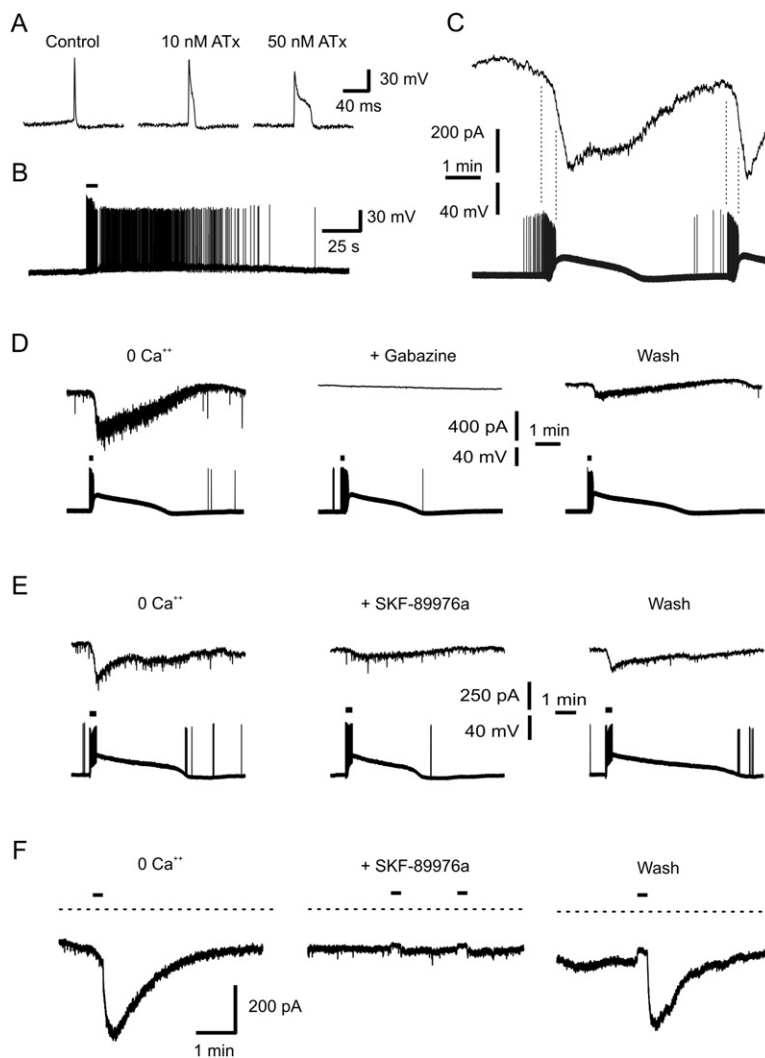 A
Control
10 nM ATx
50 nM ATx
30 mV
40 ms
B
30 mV
25 s
C
200 pA
1 min
40 mV
D
0 Ca⁺⁺
+ Gabazine
Wash
400 pA
1 min
40 mV
E
0 Ca⁺⁺
+ SKF-89976a
Wash
250 pA
1 min
40 mV
F
0 Ca⁺⁺
+ SKF-89976a
Wash
200 pA
1 min